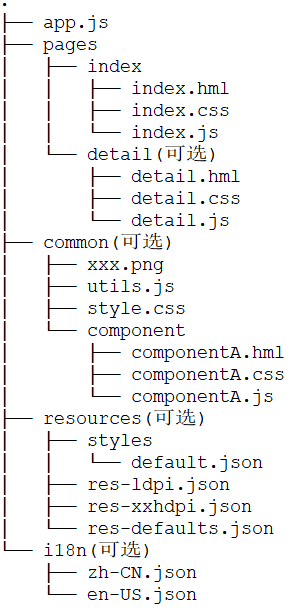 .
├── app.js
├── pages
│   ├── index
│   │   ├── index.hml
│   │   ├── index.css
│   │   └── index.js
│   └── detail(可选)
│       ├── detail.hml
│       ├── detail.css
│       └── detail.js
├── common(可选)
│   ├── xxx.png
│   ├── utils.js
│   ├── style.css
│   └── component
│       ├── componentA.hml
│       ├── componentA.css
│       └── componentA.js
├── resources(可选)
│   ├── styles
│   │   └── default.json
│   ├── res-ldpi.json
│   ├── res-xxhdpi.json
│   └── res-defaults.json
└── i18n(可选)
    ├── zh-CN.json
    └── en-US.json